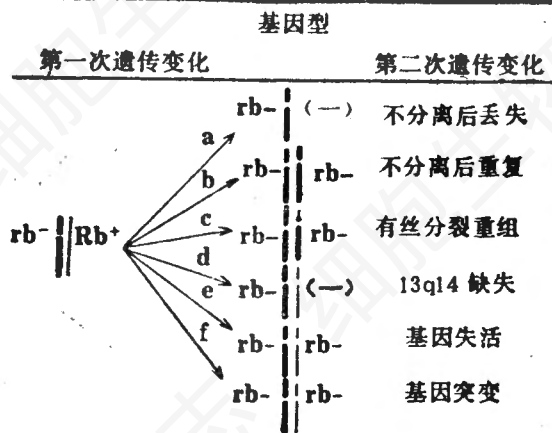 基因型
第一次遗传变化 第二次遗传变化
a rb- (—) 不分离后丢失
b rb- rb- 不分离后重复
rb- Rb+ c rb- rb- 有丝分裂重组
d rb- (—) 13q14 缺失
e rb- rb- 基因失活
f rb- rb- 基因突变